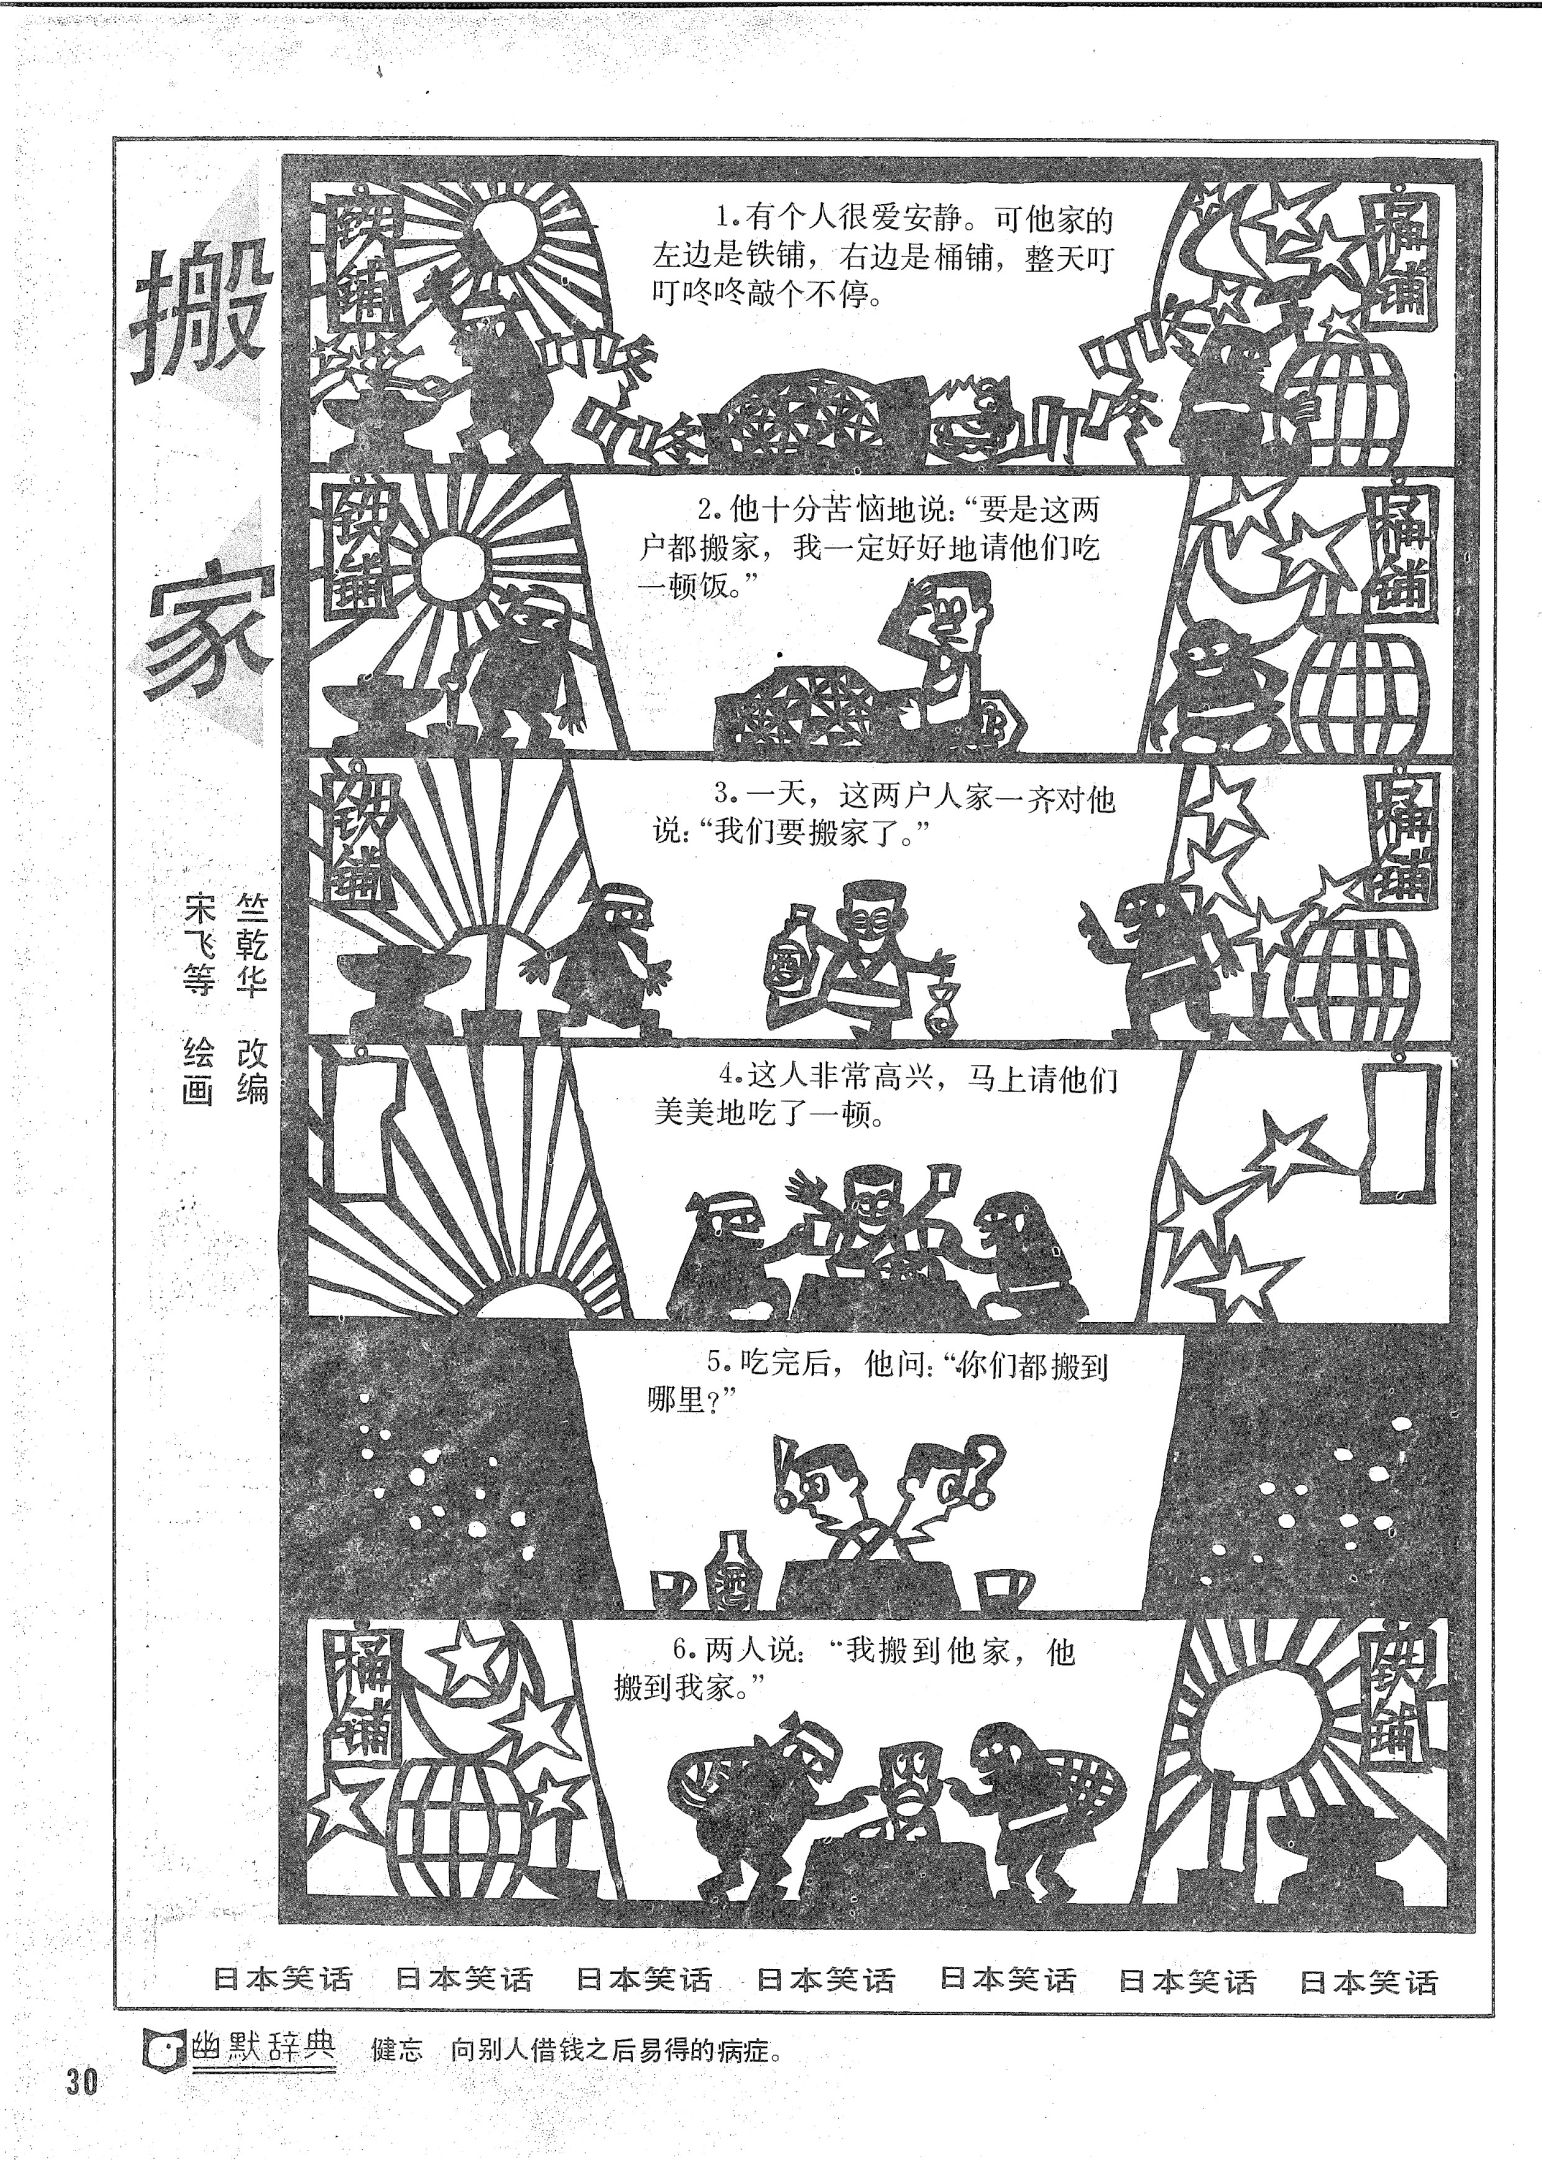 搬家
竺乾华 改编
宋飞等 绘画
铁铺
桶铺
叮咚
叮咚
叮咚
叮咚
1.有个人很爱安静。可他家的
左边是铁铺，右边是桶铺，整天叮
叮咚咚敲个不停。
铁铺
桶铺
2.他十分苦恼地说：“要是这两
户都搬家，我一定好好地请他们吃
一顿饭。”
铁铺
桶铺
3.一天，这两户人家一齐对他
说：“我们要搬家了。”
酒
4.这人非常高兴，马上请他们
美美地吃了一顿。
5.吃完后，他问：“你们都搬到
哪里？”
酒
桶铺
铁铺
6.两人说：“我搬到他家，他
搬到我家。”
日本笑话 日本笑话 日本笑话 日本笑话 日本笑话 日本笑话 日本笑话
幽默辞典 健忘 向别人借钱之后易得的病症。
30